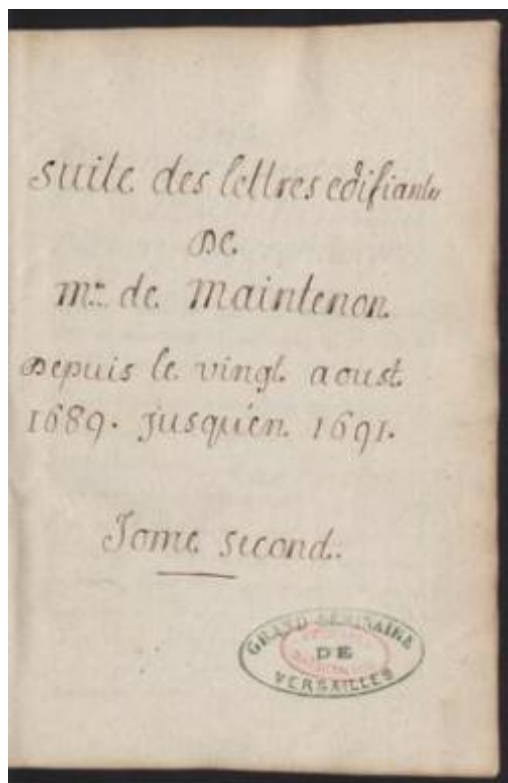 suite des lettres edifiantes
De
m.e de Maintenon
Depuis le vingt aoust
1689. jusqu'en 1691.
Tome second.
GRAND SEMINAIRE
DE
VERSAILLES